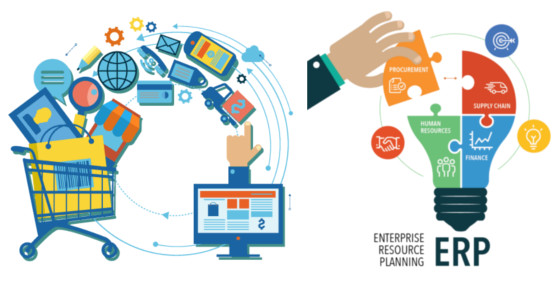 PROCUREMENT
SUPPLY CHAIN
HUMAN
RESOURCES
FINANCE
ENTERPRISE
RESOURCE
PLANNING
ERP